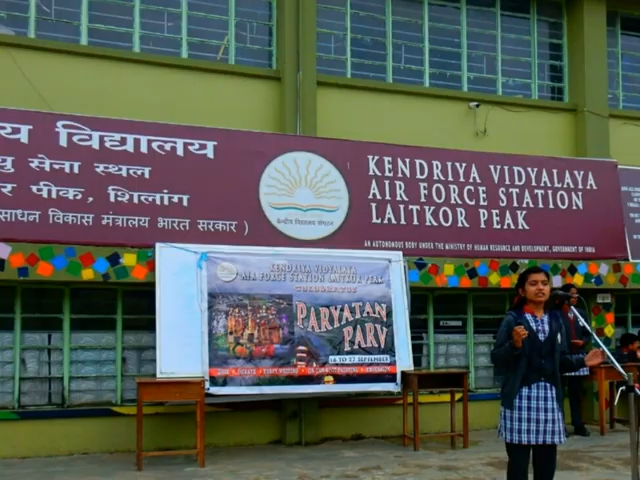 य विद्यालय
यु सेना स्थल
र पीक, शिलांग
साधन विकास मंत्रालय भारत सरकार )
केन्द्रीय विद्यालय संगठन
KENDRIYA VIDYALAYA
AIR FORCE STATION
LAITKOR PEAK
AN AUTONOMOUS BODY UNDER THE MINISTRY OF HUMAN RESOURCE AND DEVELOPMENT, GOVERNMENT OF INDIA
KENDRIYA VIDYALAYA
AIR FORCE STATION LAITKOR PEAK
CELEBRATES
PARYATAN
PARV
16 TO 27 SEPTEMBER